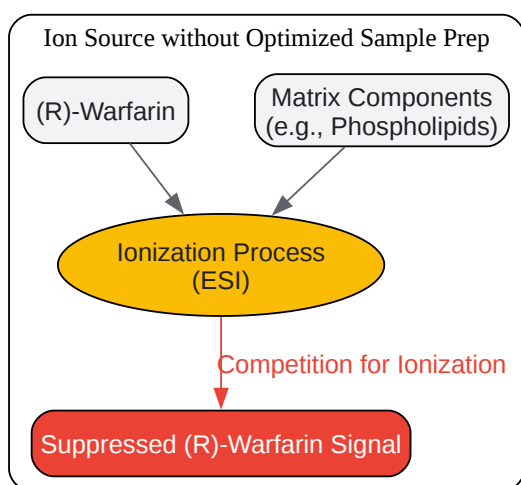 Ion Source without Optimized Sample Prep
(R)-Warfarin
Matrix Components
(e.g., Phospholipids)
Ionization Process
(ESI)
Competition for Ionization
Suppressed (R)-Warfarin Signal